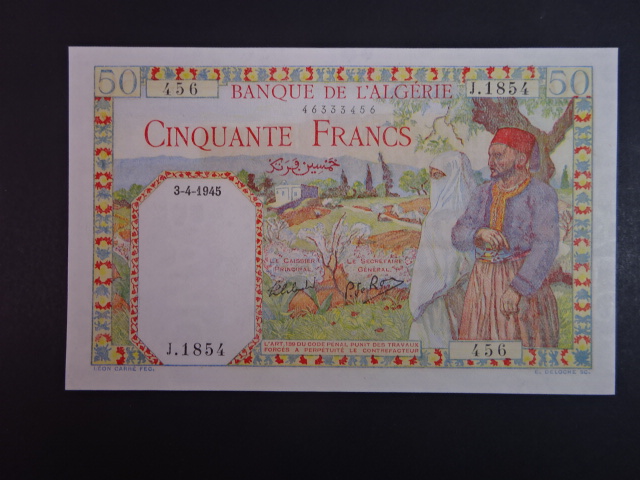 50 456 BANQUE DE L'ALGÉRIE J.1854 50
46333456
CINQUANTE FRANCS
خمسين فرنك
3-4-1945
LE CAISSIER PRINCIPAL
LE SECRÉTAIRE GÉNÉRAL
J.1854
L'ART. 139 DU CODE PÉNAL PUNIT DES TRAVAUX
FORCÉS À PERPÉTUITÉ LE CONTREFACTEUR
456
LÉON CARRÉ FEC.
G. DELOCHE SC.